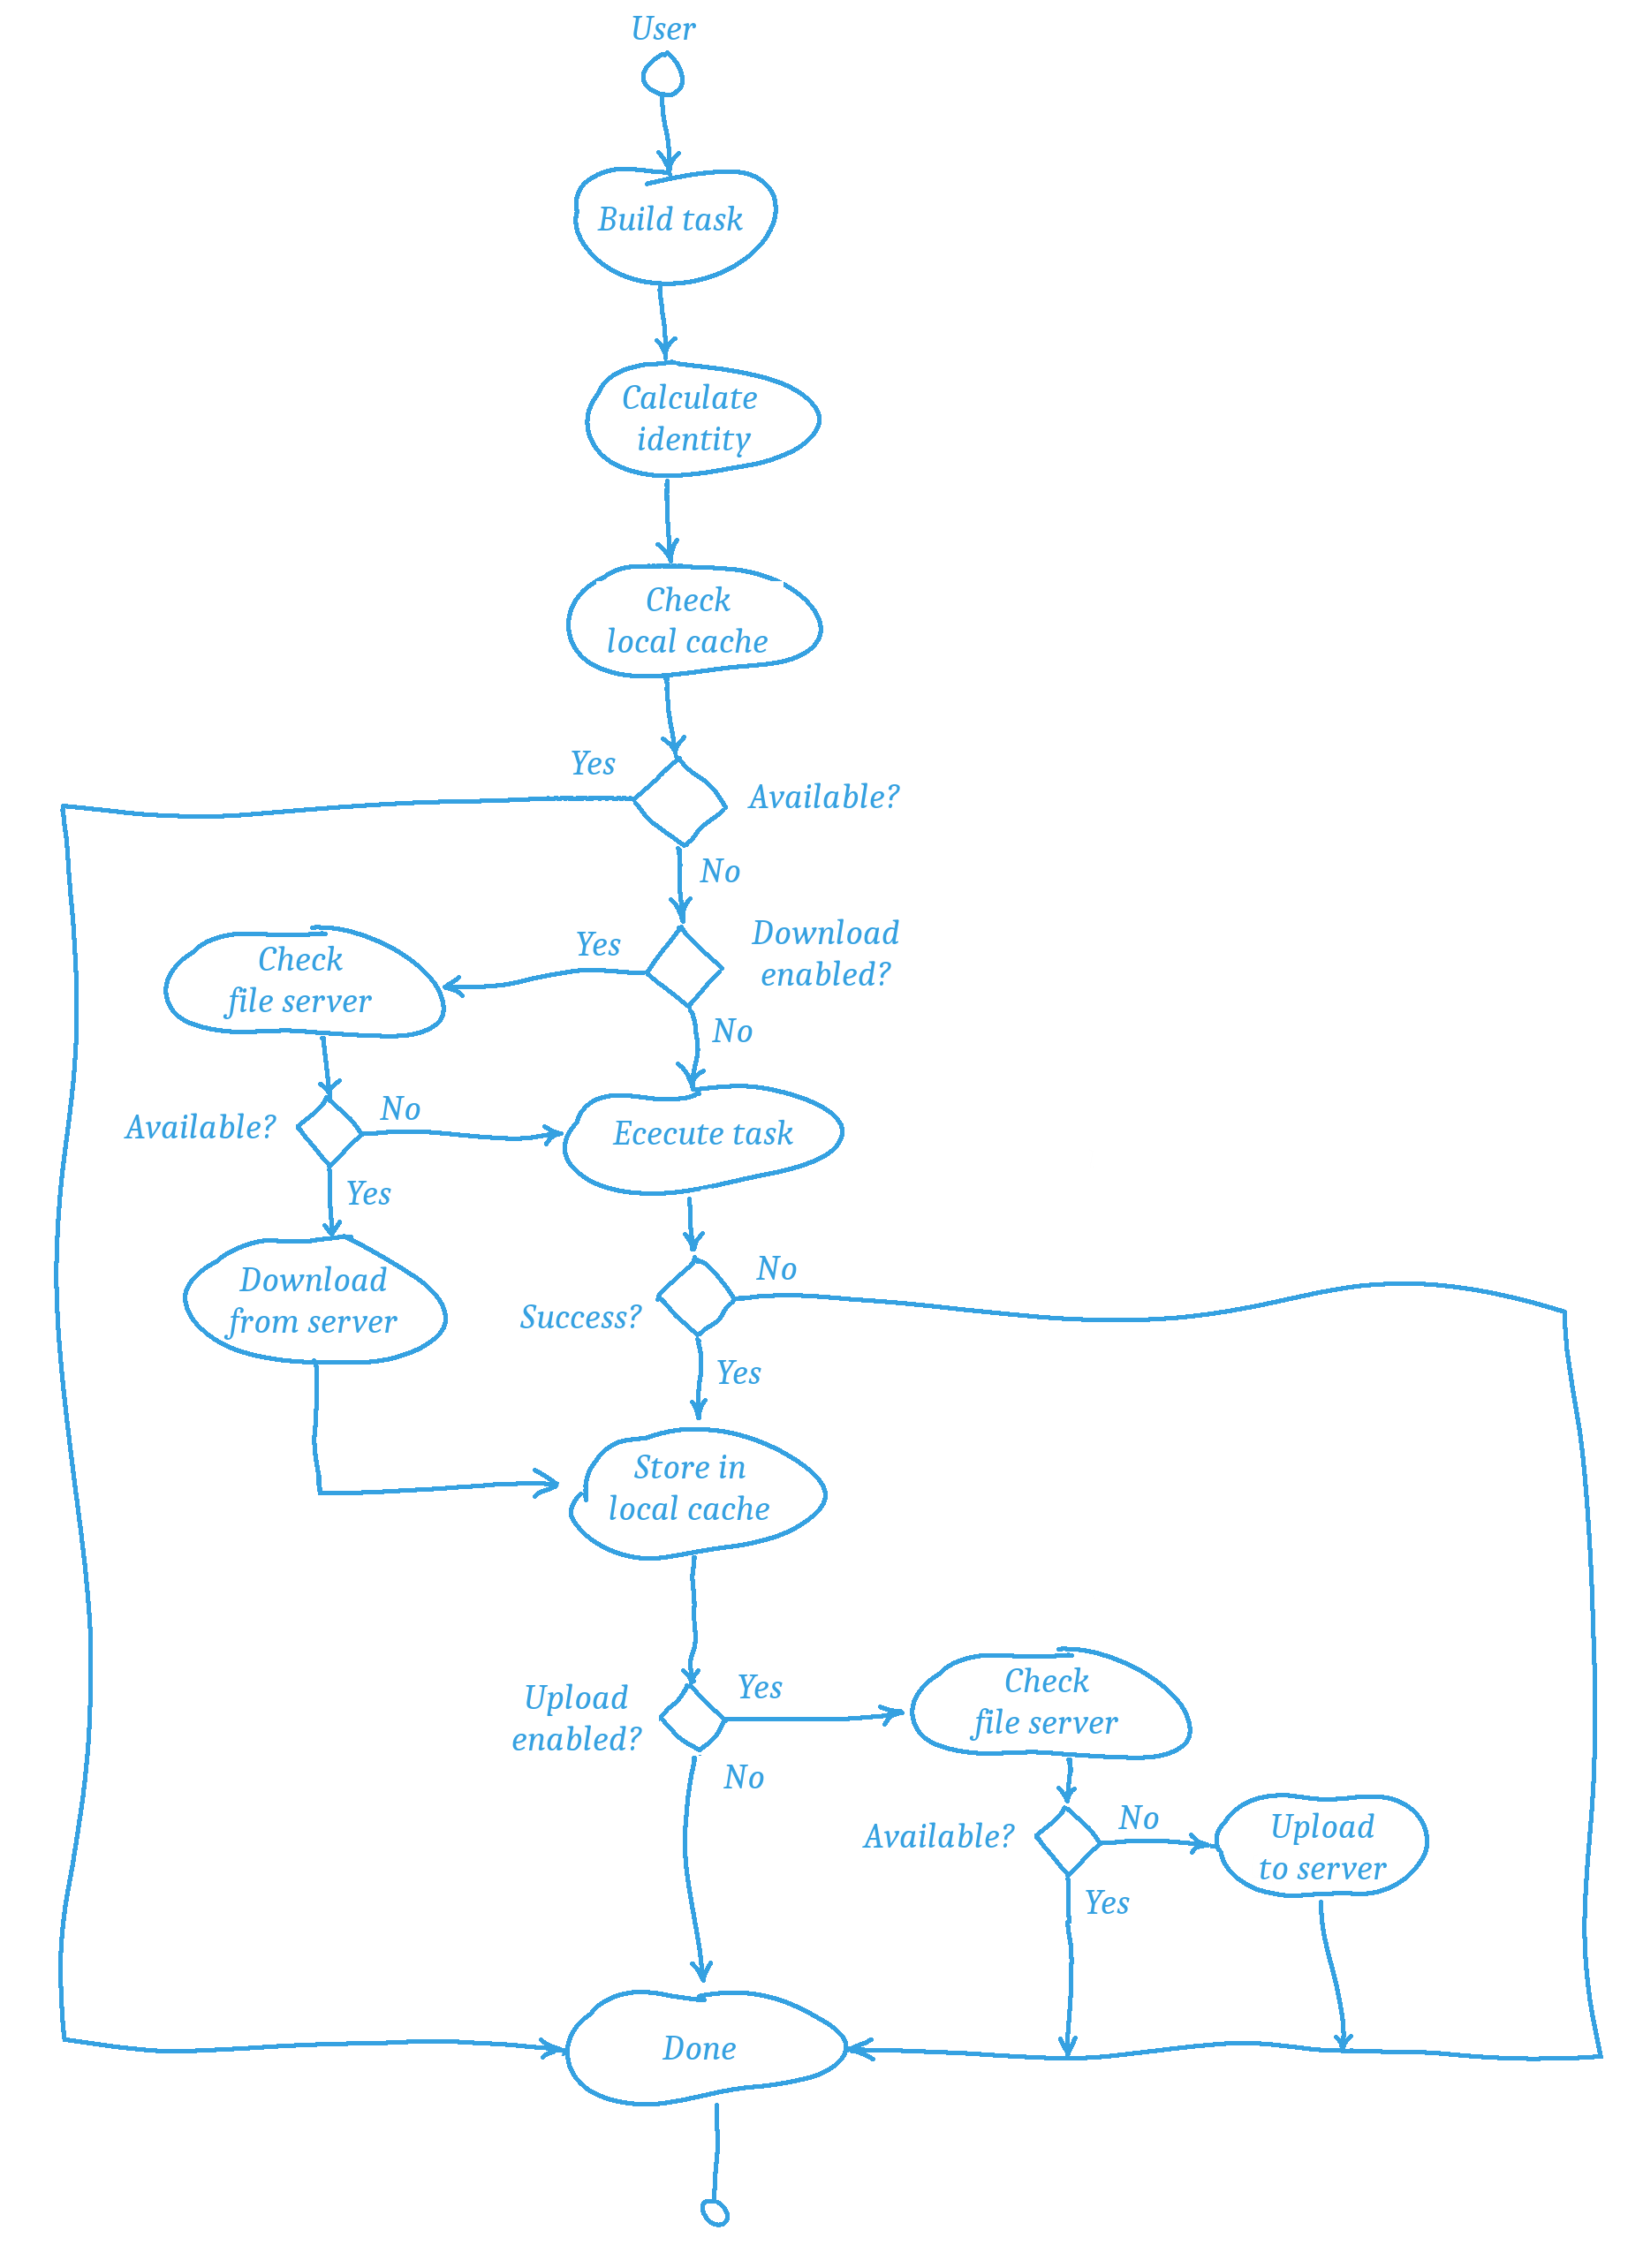 User
Build task
Calculate
identity
Check
local cache
Yes
Available?
No
Download
enabled?
Yes
Check
file server
No
Available?
No
Ececute task
Yes
Download
from server
No
Success?
Yes
Store in
local cache
Upload
enabled?
Yes
Check
file server
No
Available?
No
Upload
to server
Yes
Done